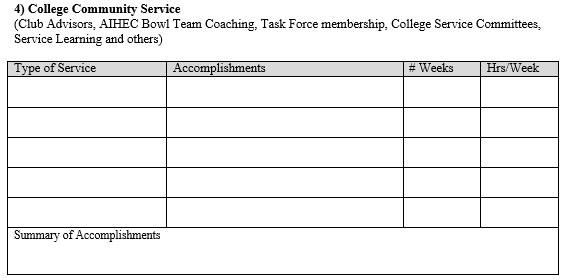 4) College Community Service
(Club Advisors, AIHEC Bowl Team Coaching, Task Force membership, College Service Committees,
Service Learning and others)
Type of Service Accomplishments # Weeks Hrs/Week
Summary of Accomplishments